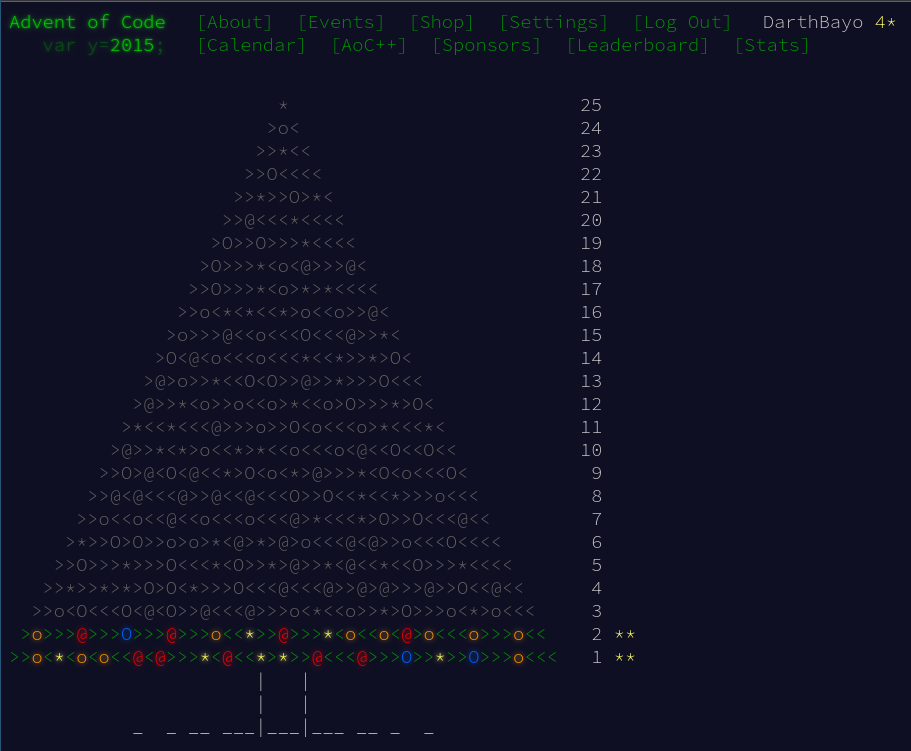 Advent of Code [About] [Events] [Shop] [Settings] [Log Out] DarthBayo 4*
var y=2015; [Calendar] [AoC++] [Sponsors] [Leaderboard] [Stats]
* 25
>o< 24
>>*<< 23
>>O<<<< 22
>>*>>O>*< 21
>>@<<<*<<<< 20
>O>>O>>>*<<<< 19
>O>>>*<o<@>>>@< 18
>>O>>>*<o>*>*<<<< 17
>>o<*<*<<*>o<<o>>@< 16
>o>>>@<<o<<<O<<<@>>*< 15
>O<@<o<<<o<<<*<<*>>*>O< 14
>@>o>>*<<O<O>>@>>*>>>O<<< 13
>@>>*<o>>o<<o>*<<o>O>>>*>O< 12
>*<*<<<<@>>>o>>O<o<<<o>*<<<*< 11
>@>>*<*>o<<*>*<<o<<<o<@<<O<<O<< 10
>>O>@<O<@<<*>O<o<*>@>>>*<O<o<<<O< 9
>>@<@<<<@>>@<<@<<<O>>O<<*<<*>>>o<<< 8
>>o<<o<<@<<o<<<o<<<@>*<<<*>O>>O<<<@<< 7
>*>>O>O>>o>o>*<@>*>@>o<<<@<@>>o<<<O<<<< 6
>>O>>>*>>>O<<<*<O>>*>@>>*<@<<*<<O>>>*<<<< 5
>>*>>*>>*>O>O<*>>>O<<<@<<<@>>@>@>>>@>>O<<@<< 4
>>o<O<<<O<@<O>>@<<<@>>>o<*<<o>>*>O>>>o<*>o<<< 3
>o>>>@>>>O>>>@>>>o<<*>>@>>>*<o<<o<@>o<<<o>>>o<< 2 **
>>o<*<o<o<<@<@>>>*<@<<*>*>>@<<<@>>>O>>*>>O>>>o<<< 1 **
| |
| |
_ _ __ ___|___|___ __ _ _